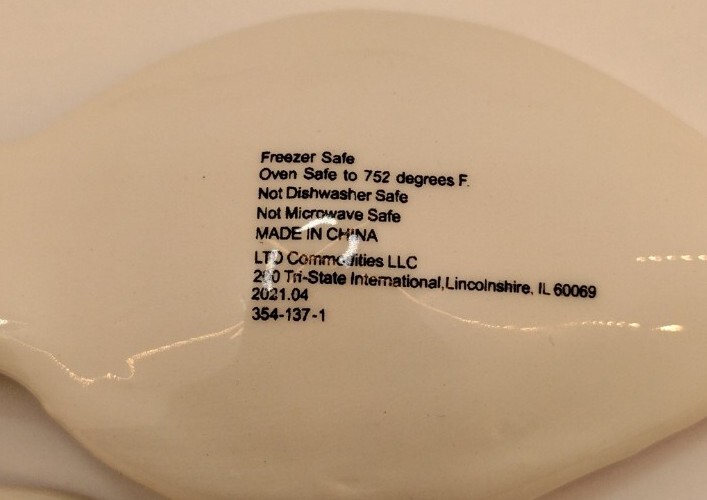 Freezer Safe
Oven Safe to 752 degrees F.
Not Dishwasher Safe
Not Microwave Safe
MADE IN CHINA
LTD Commodities LLC
200 Tri-State International,Lincolnshire, IL 60069
2021.04
354-137-1